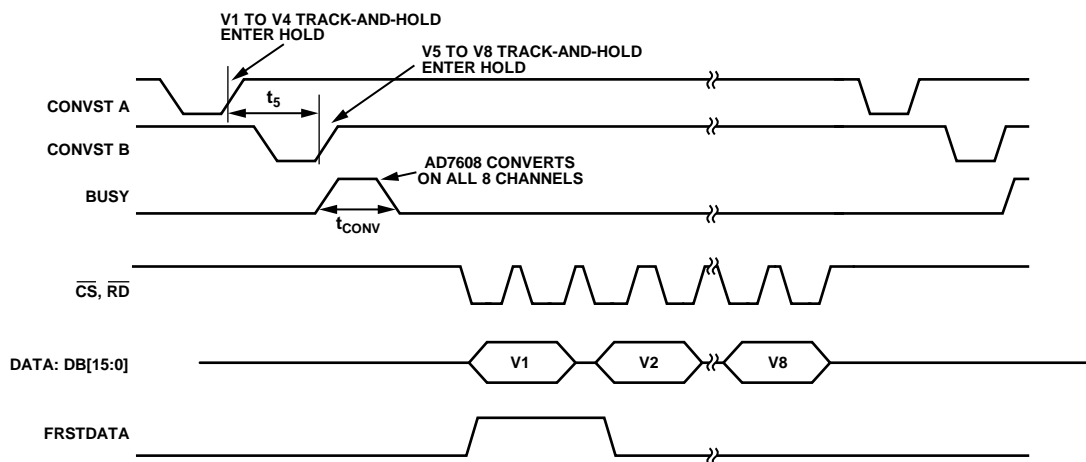 V1 TO V4 TRACK-AND-HOLD
ENTER HOLD
V5 TO V8 TRACK-AND-HOLD
ENTER HOLD
CONVST A
t5
CONVST B
AD7608 CONVERTS
ON ALL 8 CHANNELS
BUSY
tCONV
CS, RD
DATA: DB[15:0]
V1
V2
V8
FRSTDATA